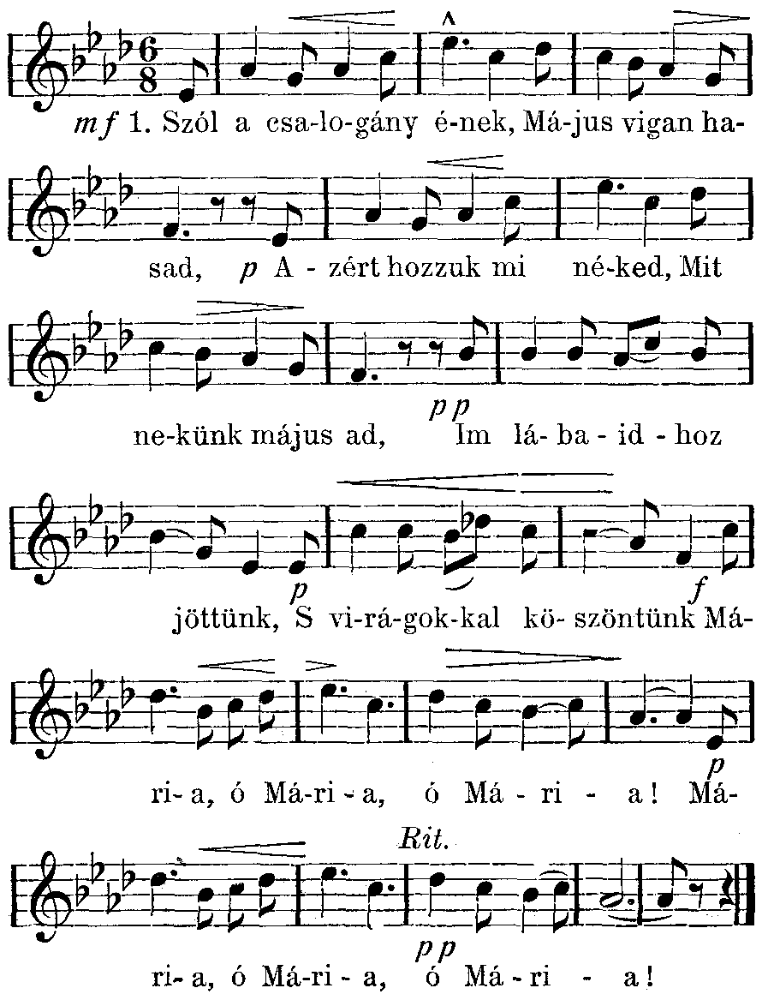 6
8
mf 1. Szól a csa-lo-gány é-nek, Má-jus vigan ha-
sad, p A - zért hozzuk mi né-ked, Mit
pp
ne-künk május ad, Im lá- ba - id - hoz
p f
jöttünk, S vi-rá-gok-kal kö- szöntünk Má-
p
ri- a, ó Má-ri - a, ó Má - ri - a! Má-
Rit.
pp
ri- a, ó Má-ri - a, ó Má - ri - a!